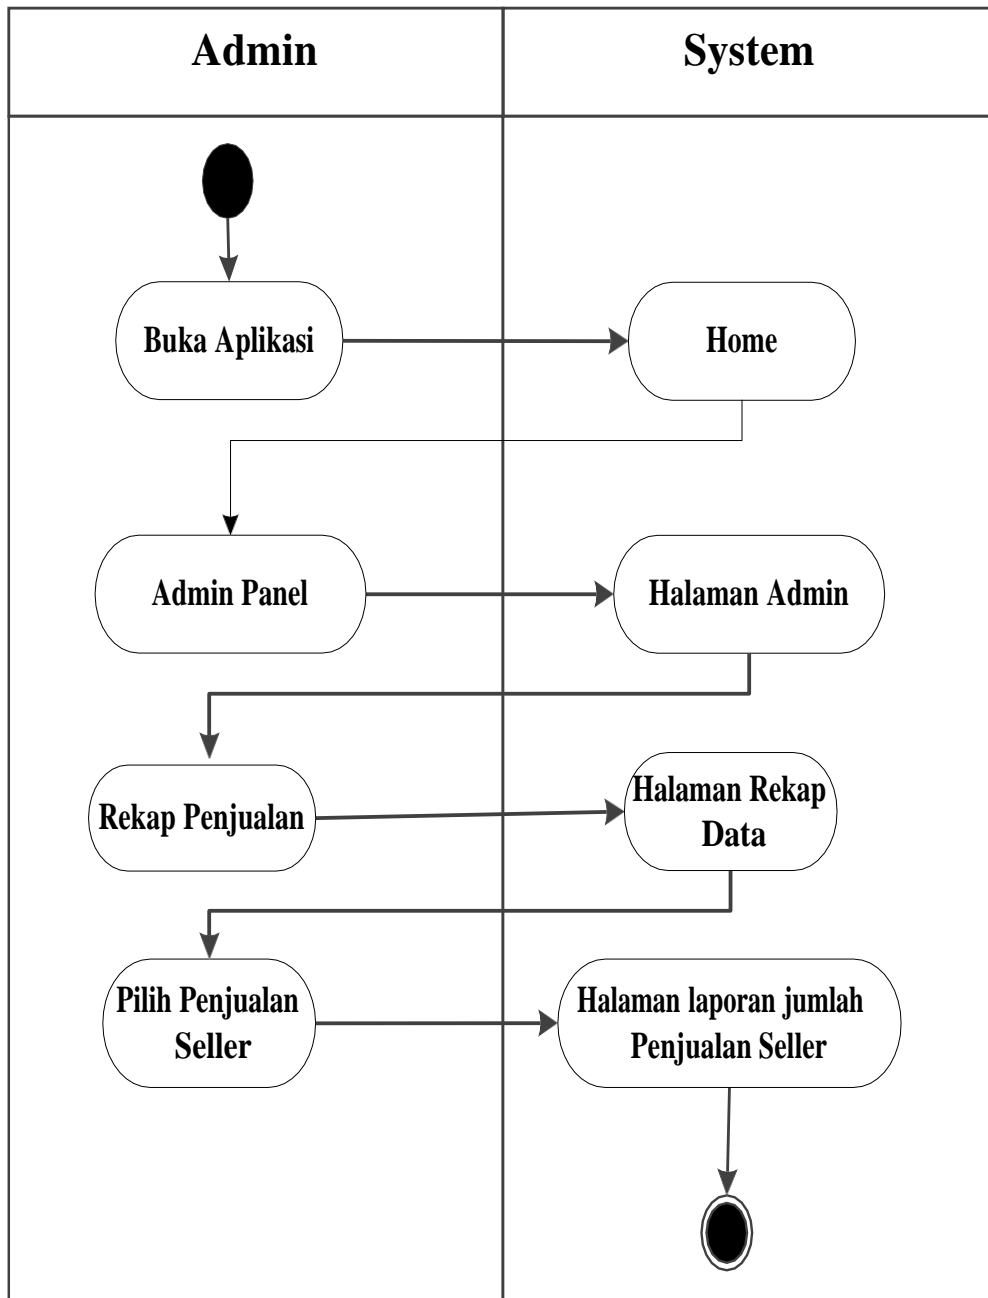 Admin
System
Buka Aplikasi
Home
Admin Panel
Halaman Admin
Rekap Penjualan
Halaman Rekap
Data
Pilih Penjualan
Seller
Halaman laporan jumlah
Penjualan Seller